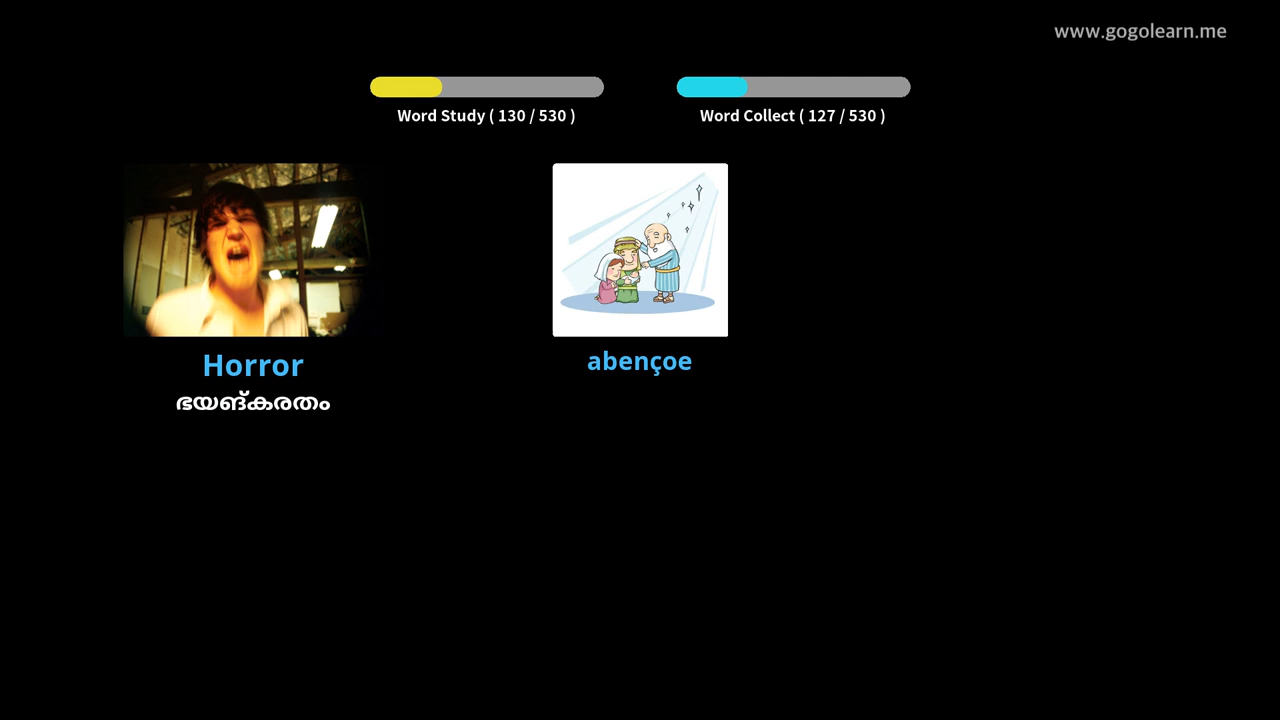 www.gogolearn.me
Word Study ( 130 / 530 )
Word Collect ( 127 / 530 )
Horror
ഭയങ്കരതം
abençoe